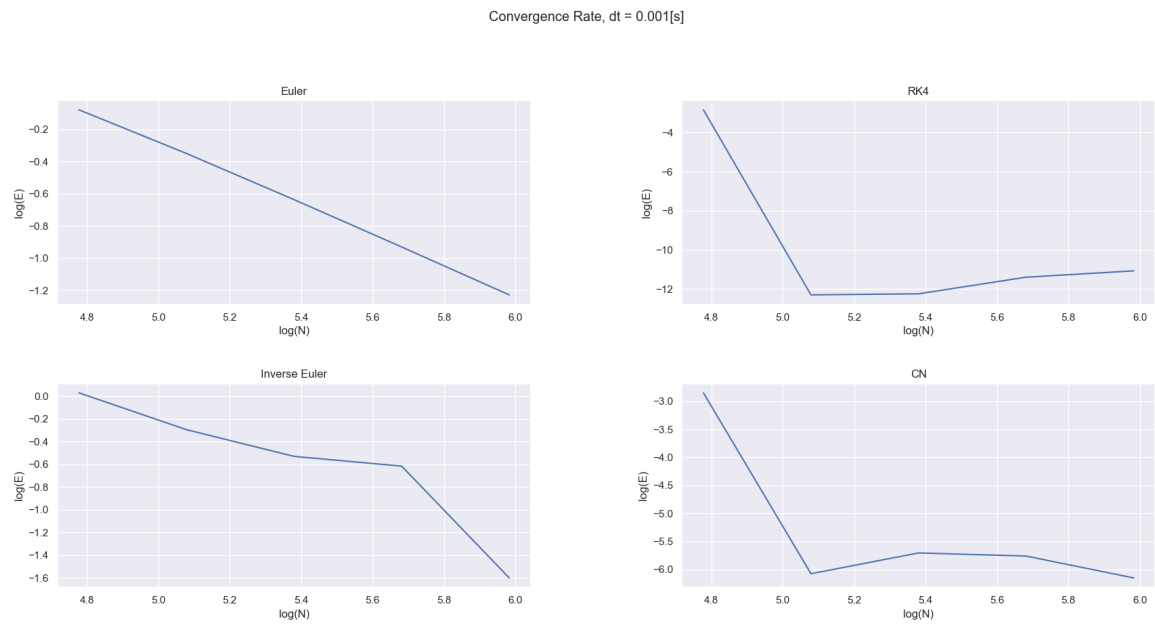 Convergence Rate, dt = 0.001[s]
Euler
log(E)
−0.2
−0.4
−0.6
−0.8
−1.0
−1.2
4.8 5.0 5.2 5.4 5.6 5.8 6.0
log(N)
RK4
log(E)
−4
−6
−8
−10
−12
4.8 5.0 5.2 5.4 5.6 5.8 6.0
log(N)
Inverse Euler
log(E)
0.0
−0.2
−0.4
−0.6
−0.8
−1.0
−1.2
−1.4
−1.6
4.8 5.0 5.2 5.4 5.6 5.8 6.0
log(N)
CN
log(E)
−3.0
−3.5
−4.0
−4.5
−5.0
−5.5
−6.0
4.8 5.0 5.2 5.4 5.6 5.8 6.0
log(N)